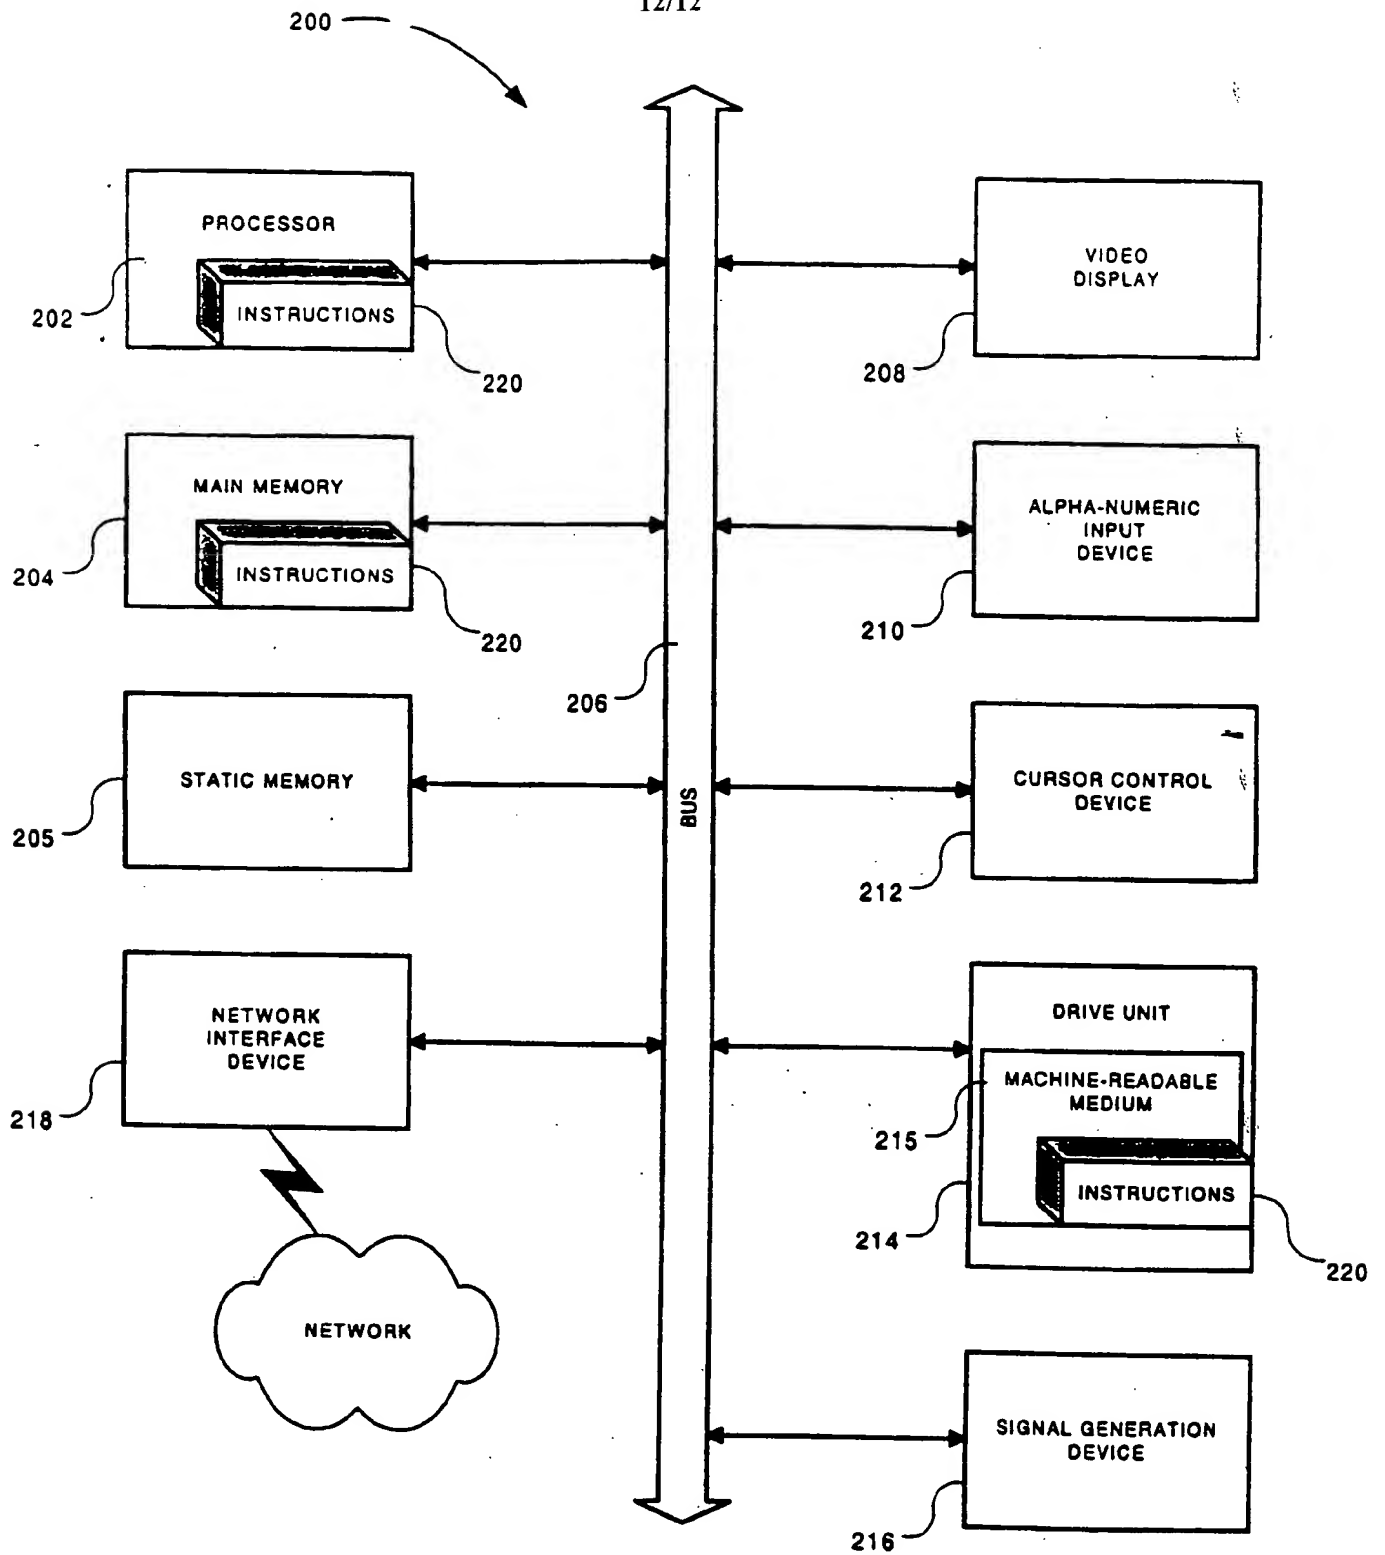 12/12
200
PROCESSOR
INSTRUCTIONS
202
220
MAIN MEMORY
INSTRUCTIONS
204
220
STATIC MEMORY
205
NETWORK
INTERFACE
DEVICE
218
NETWORK
206
BUS
VIDEO
DISPLAY
208
ALPHA-NUMERIC
INPUT
DEVICE
210
CURSOR CONTROL
DEVICE
212
DRIVE UNIT
MACHINE-READABLE
MEDIUM
215
INSTRUCTIONS
214
220
SIGNAL GENERATION
DEVICE
216